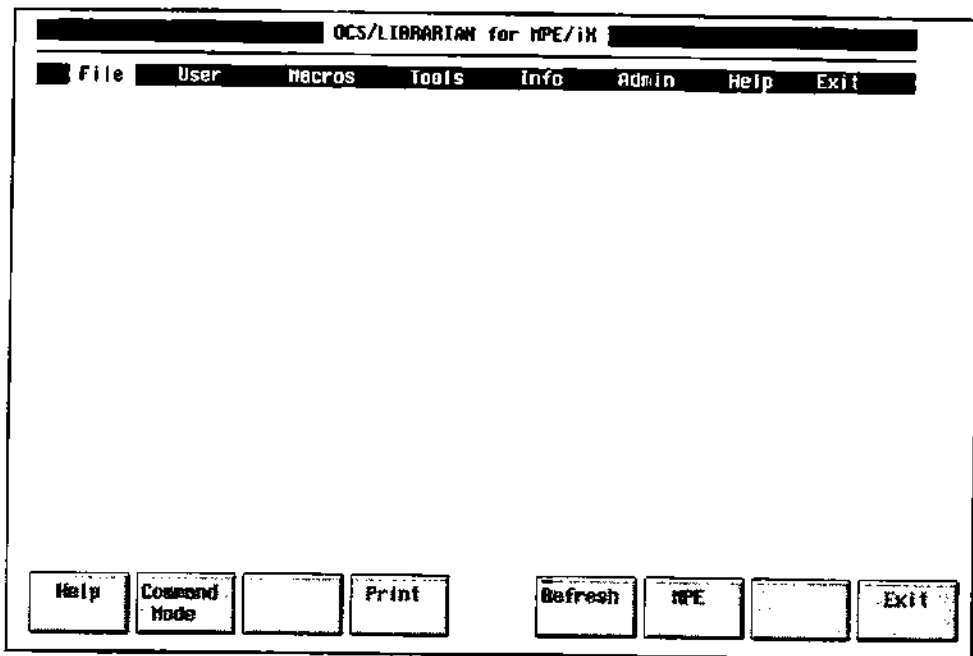 OCS/LIBRARIAN for MPE/iX
File User Macros Tools Info Admin Help Exit
Help Command Mode Print Refresh MPE Exit